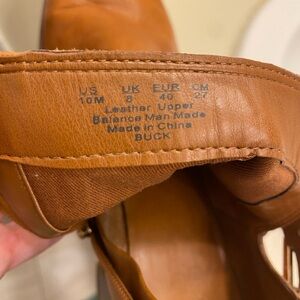 US UK EUR CM
10M 8 40 27
Leather Upper
Balance Man Made
Made in China
BUCK